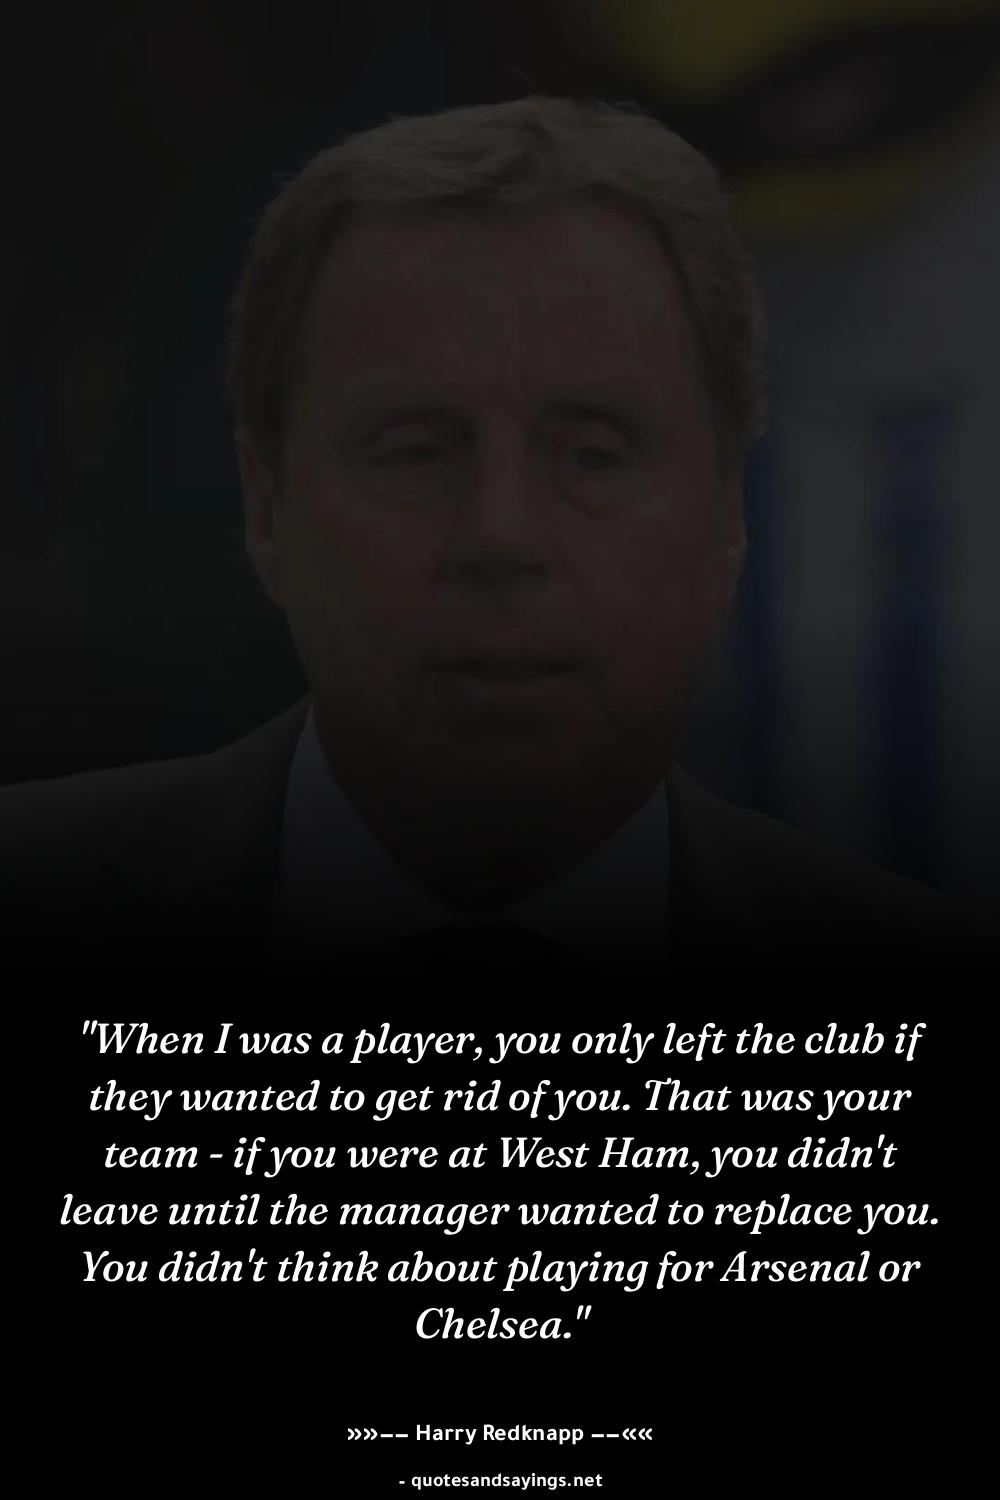 "When I was a player, you only left the club if
they wanted to get rid of you. That was your
team - if you were at West Ham, you didn't
leave until the manager wanted to replace you.
You didn't think about playing for Arsenal or
Chelsea."
»»−− Harry Redknapp −−««
- quotesandsayings.net